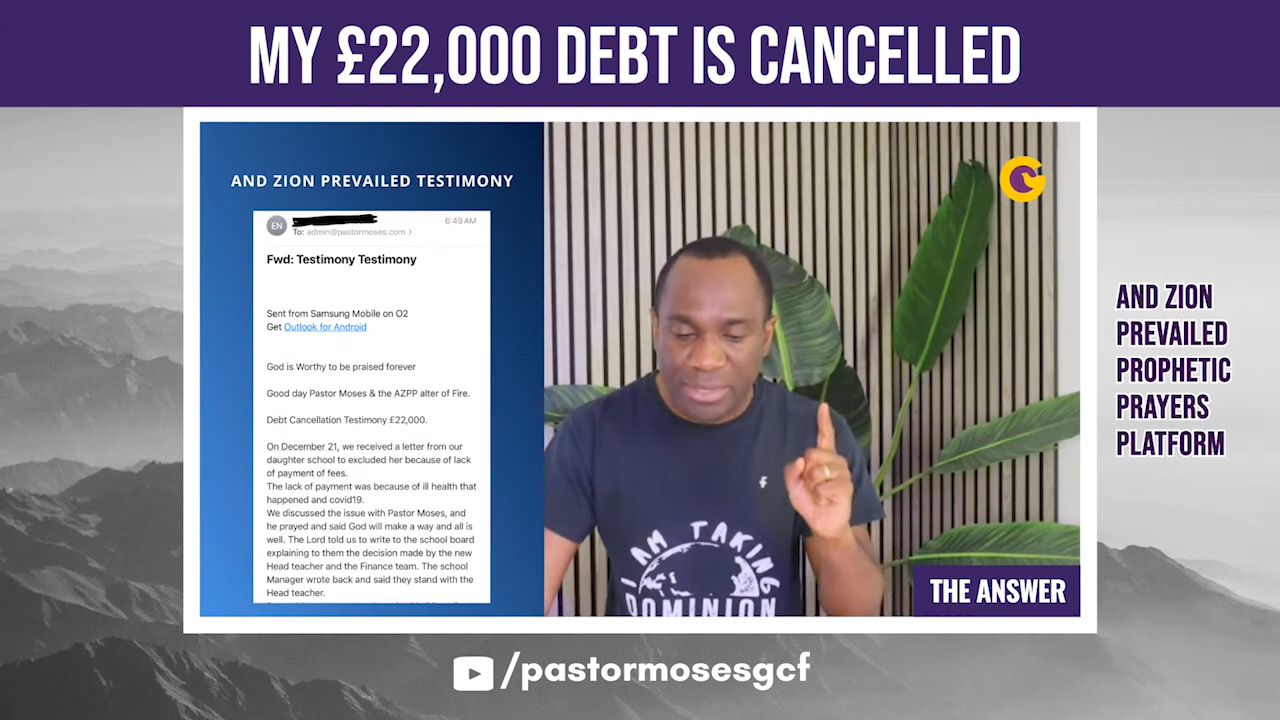 MY £22,000 DEBT IS CANCELLED
AND ZION PREVAILED TESTIMONY
EN
6:49 AM
To: admin@pastormoses.com >
Fwd: Testimony Testimony
Sent from Samsung Mobile on O2
Get Outlook for Android
God is Worthy to be praised forever
Good day Pastor Moses & the AZPP alter of Fire.
Debt Cancellation Testimony £22,000.
On December 21, we received a letter from our
daughter school to excluded her because of lack
of payment of fees.
The lack of payment was because of ill health that
happened and covid19.
We discussed the issue with Pastor Moses, and
he prayed and said God will make a way and all is
well. The Lord told us to write to the school board
explaining to them the decision made by the new
Head teacher and the Finance team. The school
Manager wrote back and said they stand with the
Head teacher.
I AM TAKING
DOMINION
THE ANSWER
AND ZION
PREVAILED
PROPHETIC
PRAYERS
PLATFORM
/pastormosesgcf